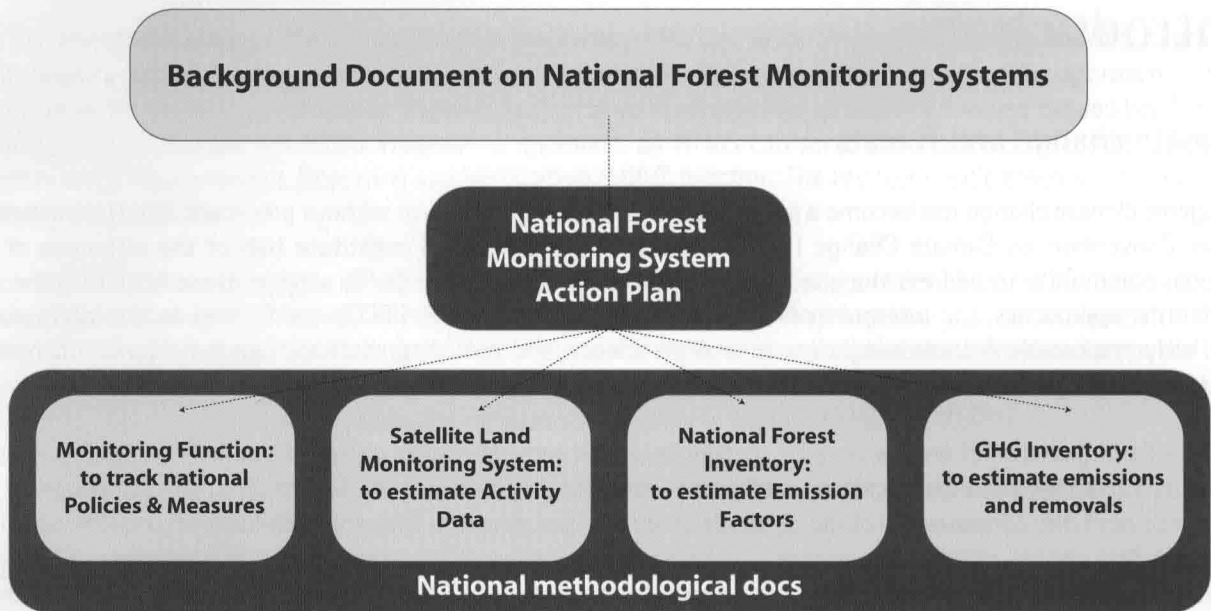 Background Document on National Forest Monitoring Systems
National Forest
Monitoring System
Action Plan
Monitoring Function:
to track national
Policies & Measures
Satellite Land
Monitoring System:
to estimate Activity
Data
National Forest
Inventory:
to estimate Emission
Factors
GHG Inventory:
to estimate emissions
and removals
National methodological docs